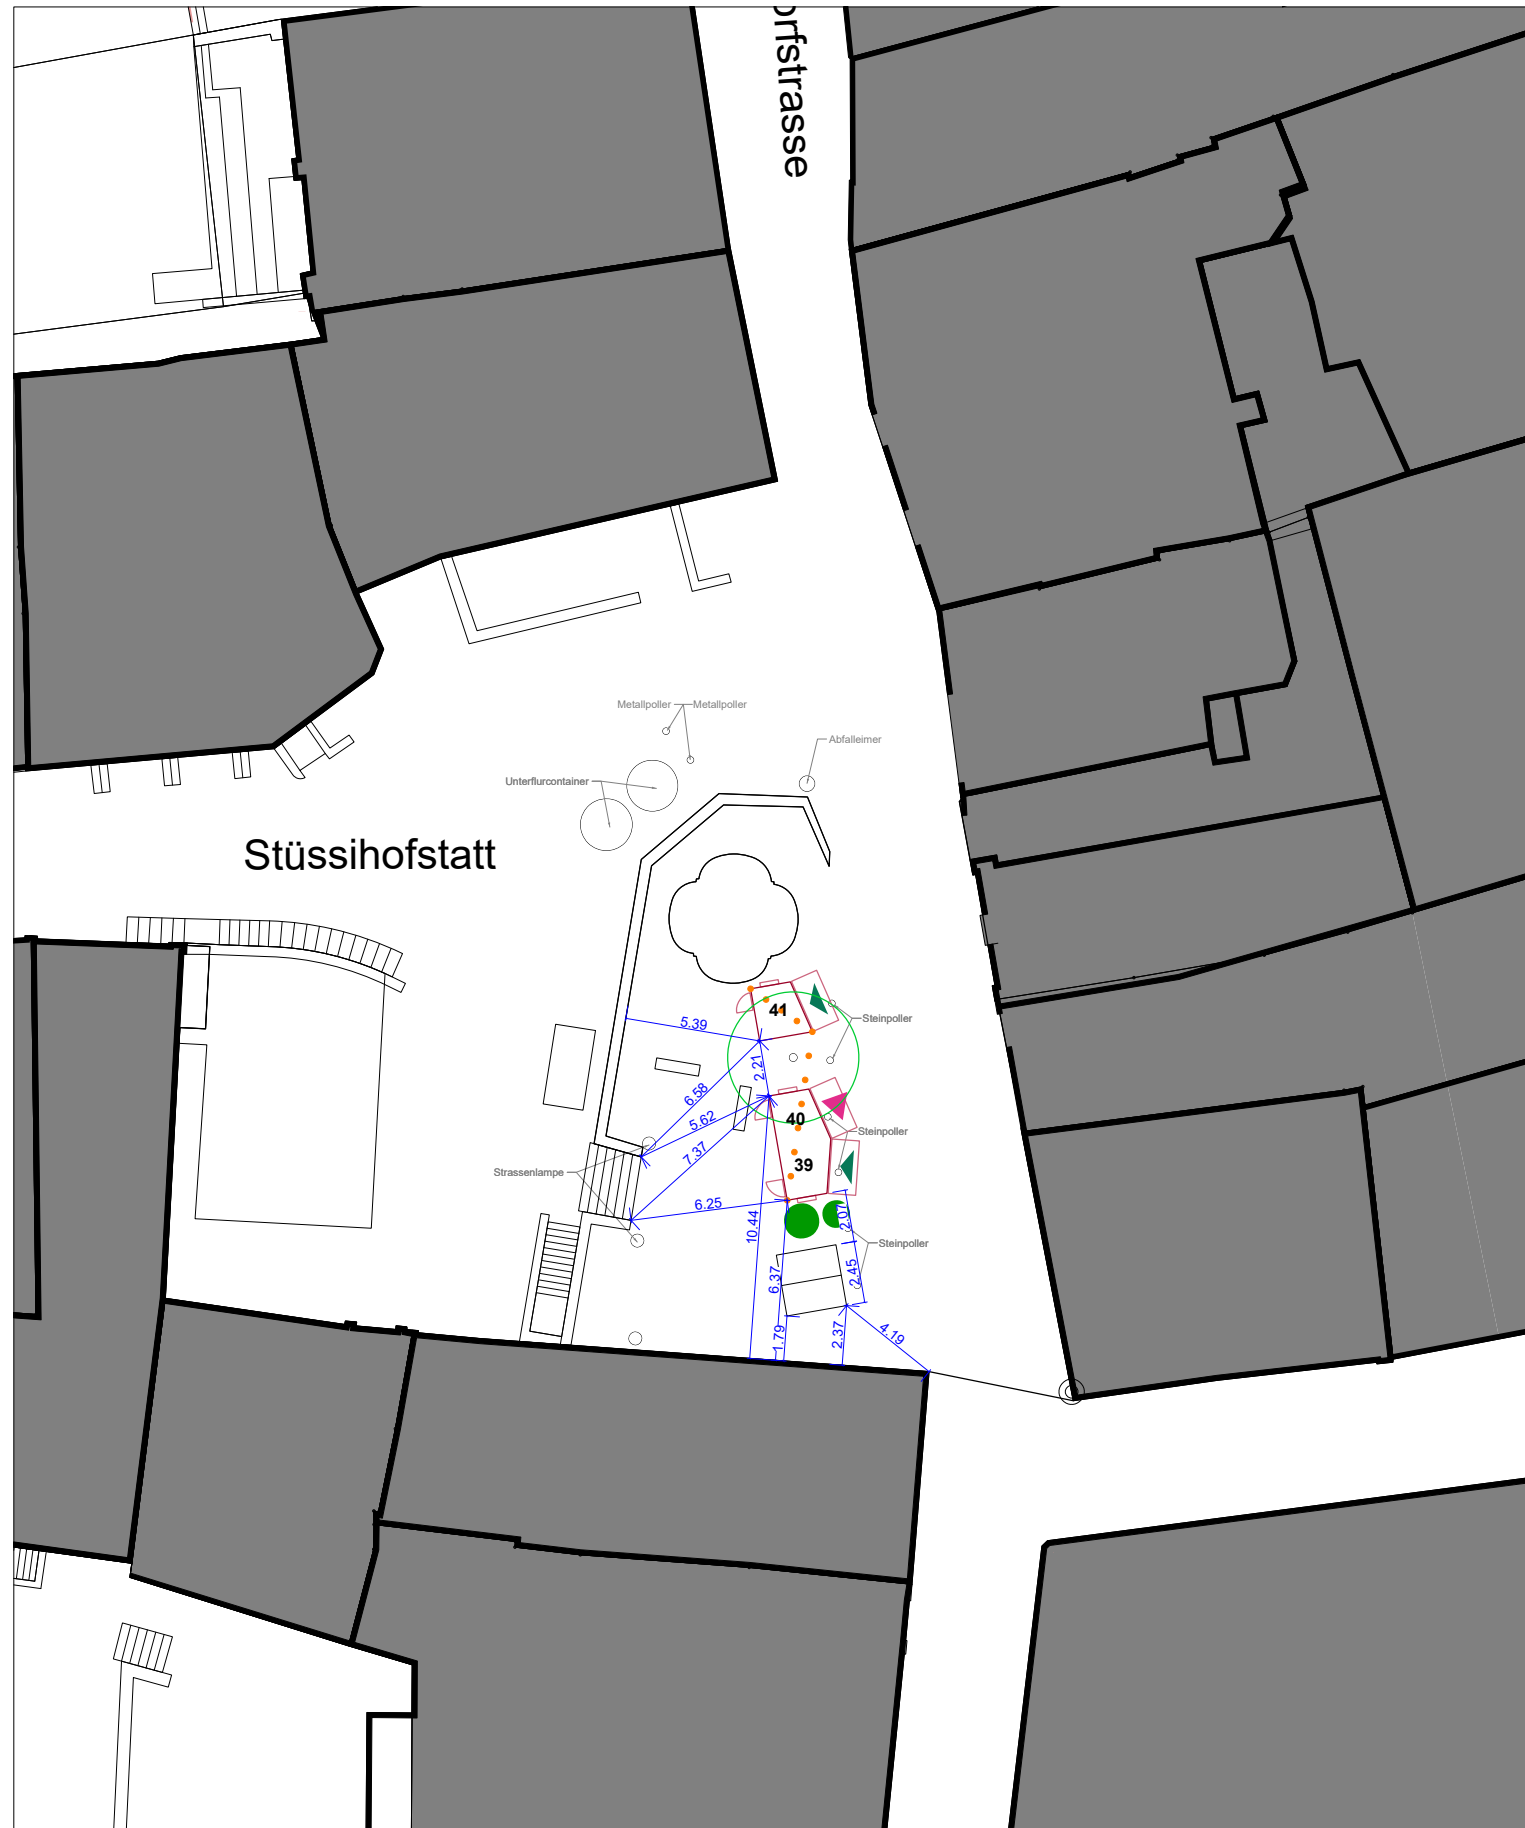 orfstrasse
Metallpoller
Metallpoller
Abfalleimer
Unterflurcontainer
Stüssihofstatt
41
5.39
Steinpoller
2.21
6.58
40
5.62
Steinpoller
7.37
39
Strassenlampe
6.25
10.44
2.07
Steinpoller
6.37
2.45
1.79
2.37
4.19